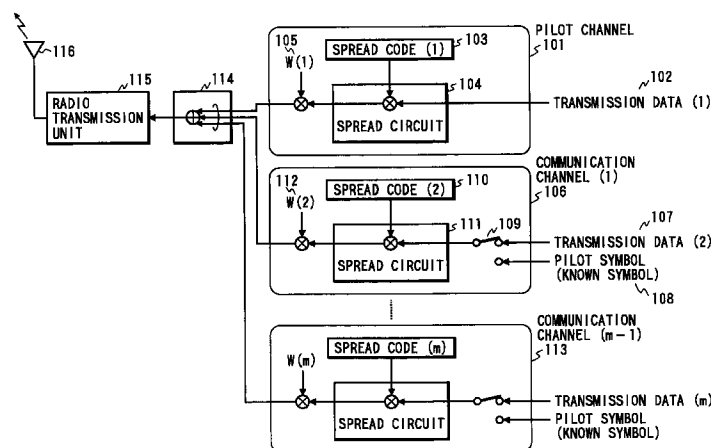 PILOT CHANNEL
101
116
105
W(1)
SPREAD CODE (1)
103
104
SPREAD CIRCUIT
102
TRANSMISSION DATA (1)
115
RADIO
TRANSMISSION
UNIT
114
COMMUNICATION
CHANNEL (1)
106
112
W(2)
SPREAD CODE (2)
110
111
109
SPREAD CIRCUIT
107
TRANSMISSION DATA (2)
PILOT SYMBOL
(KNOWN SYMBOL)
108
COMMUNICATION
CHANNEL (m-1)
113
W(m)
SPREAD CODE (m)
SPREAD CIRCUIT
TRANSMISSION DATA (m)
PILOT SYMBOL
(KNOWN SYMBOL)